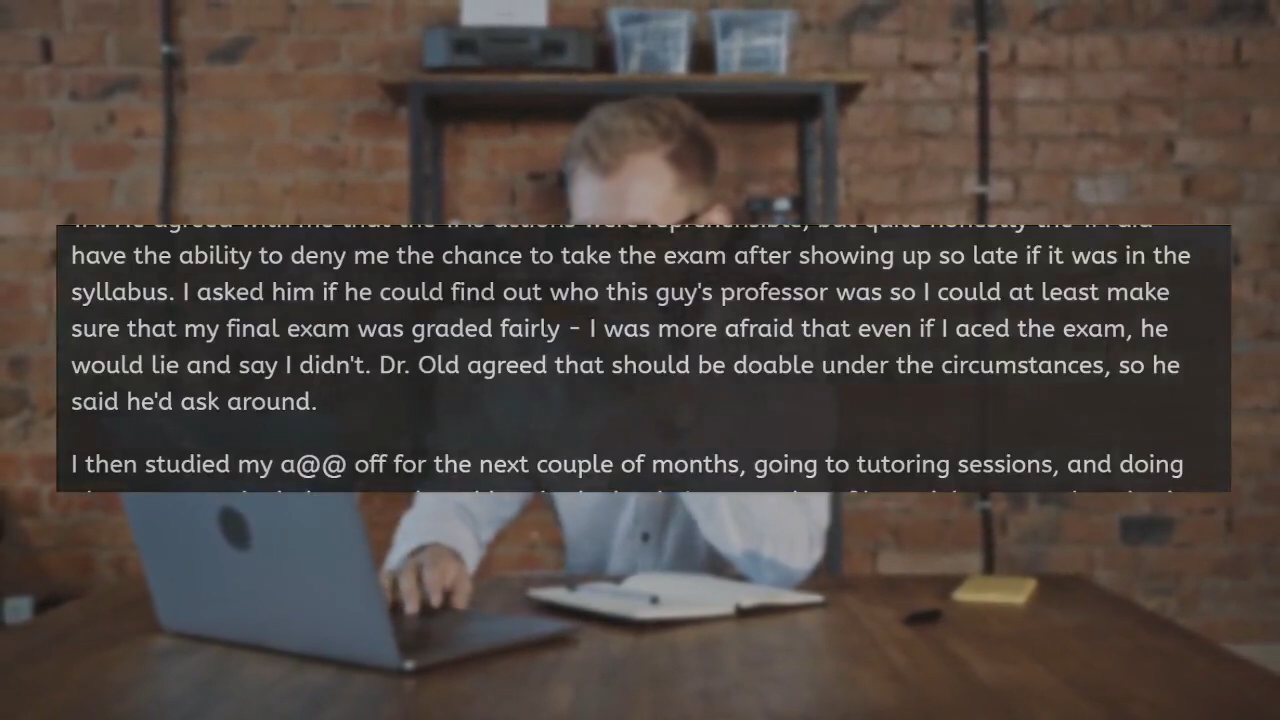 have the ability to deny me the chance to take the exam after showing up so late if it was in the
syllabus. I asked him if he could find out who this guy's professor was so I could at least make
sure that my final exam was graded fairly - I was more afraid that even if I aced the exam, he
would lie and say I didn't. Dr. Old agreed that should be doable under the circumstances, so he
said he'd ask around.
I then studied my a@@ off for the next couple of months, going to tutoring sessions, and doing